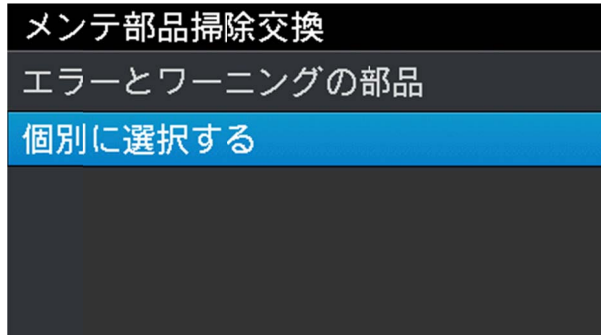 メンテ部品掃除交換
エラーとワーニングの部品
個別に選択する